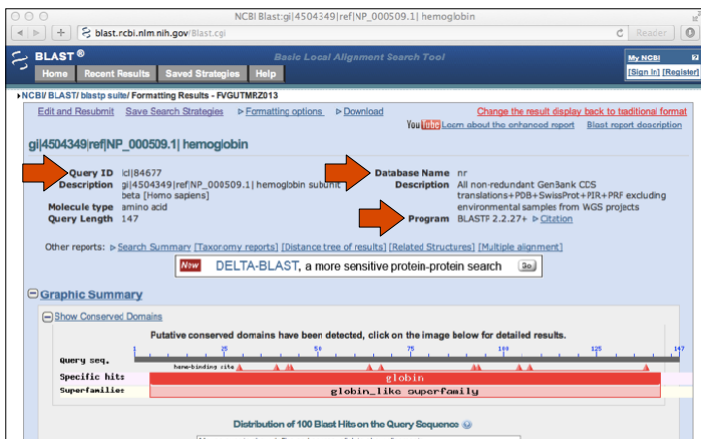 NCBI Blast:gi|4504349|ref|NP_000509.1| hemoglobin
blast.ncbi.nlm.nih.gov/Blast.cgi
Reader
BLAST ®
Basic Local Alignment Search Tool
My NCBI
Home Recent Results Saved Strategies Help
[Sign In] [Register]
NCBI/ BLAST/ blastp suite/ Formatting Results - FVGUTMRZ013
Edit and Resubmit Save Search Strategies Formatting options Download
Change the result display back to traditional format
YouTube Learn about the enhanced report Blast report description
gi|4504349|ref|NP_000509.1| hemoglobin
Query ID lcl|84677
Description gi|4504349|ref|NP_000509.1| hemoglobin subunit
beta [Homo sapiens]
Molecule type amino acid
Query Length 147
Database Name nr
Description All non-redundant GenBank CDS
translations+PDB+SwissProt+PIR+PRF excluding
environmental samples from WGS projects
Program BLASTP 2.2.27+ Citation
Other reports: Search Summary [Taxonomy reports] [Distance tree of results] [Related Structures] [Multiple alignment]
New DELTA-BLAST, a more sensitive protein-protein search Go
Graphic Summary
Show Conserved Domains
Putative conserved domains have been detected, click on the image below for detailed results.
1 25 50 75 100 125 147
Query seq.
heme-binding site
Specific hits globin
Superfamilies globin_like superfamily
Distribution of 100 Blast Hits on the Query Sequence